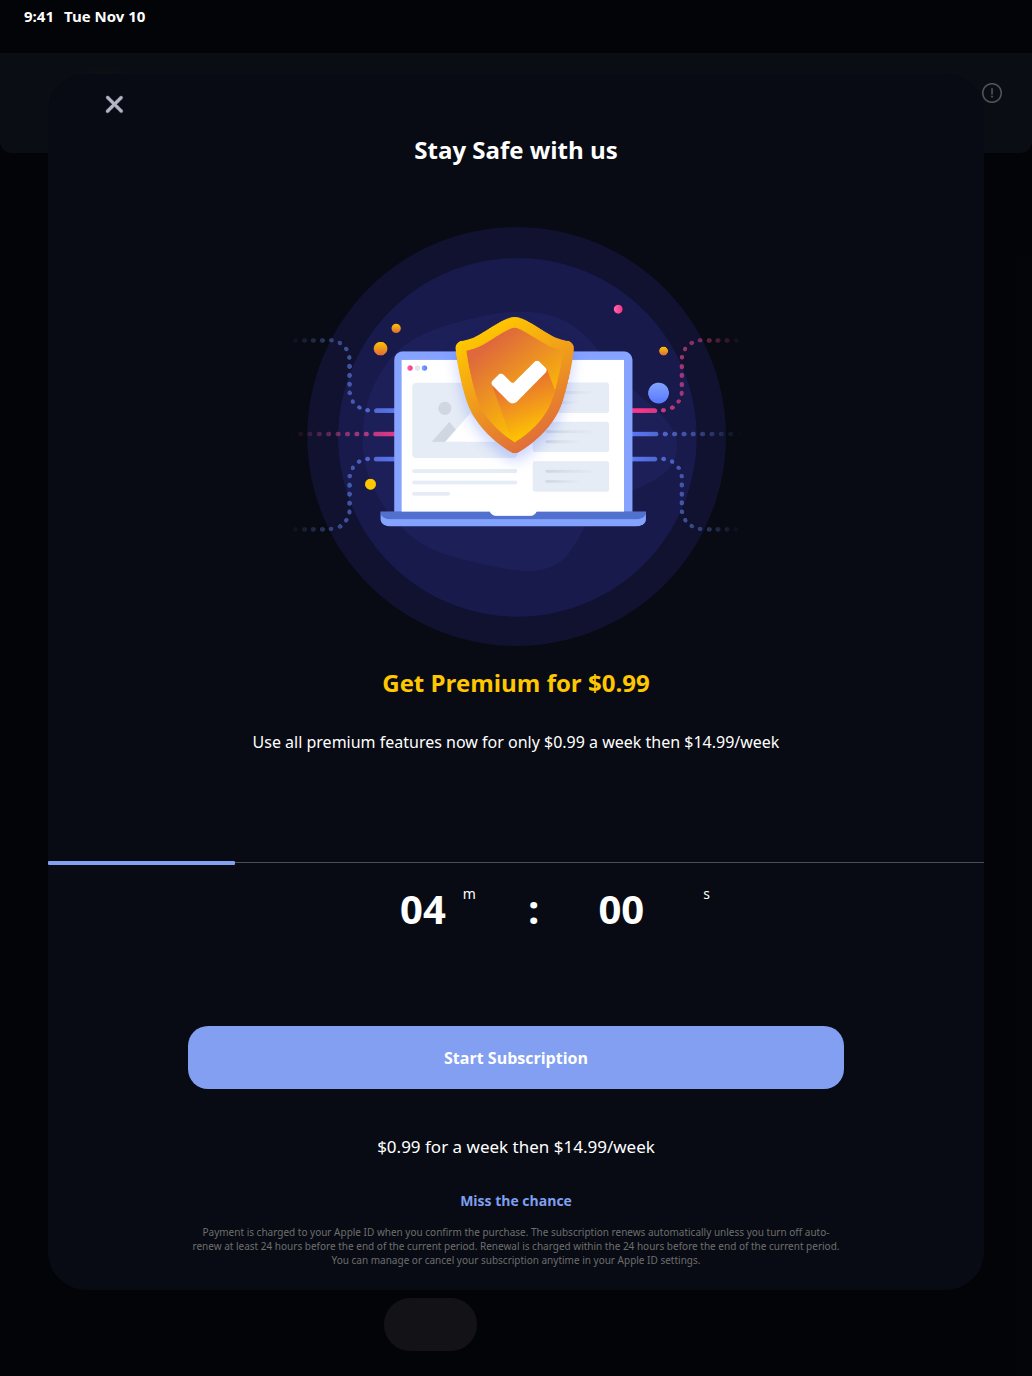 9:41 Tue Nov 10
Stay Safe with us
Get Premium for $0.99
Use all premium features now for only $0.99 a week then $14.99/week
04 m : 00 s
Start Subscription
$0.99 for a week then $14.99/week
Miss the chance
Payment is charged to your Apple ID when you confirm the purchase. The subscription renews automatically unless you turn off auto-
renew at least 24 hours before the end of the current period. Renewal is charged within the 24 hours before the end of the current period.
You can manage or cancel your subscription anytime in your Apple ID settings.